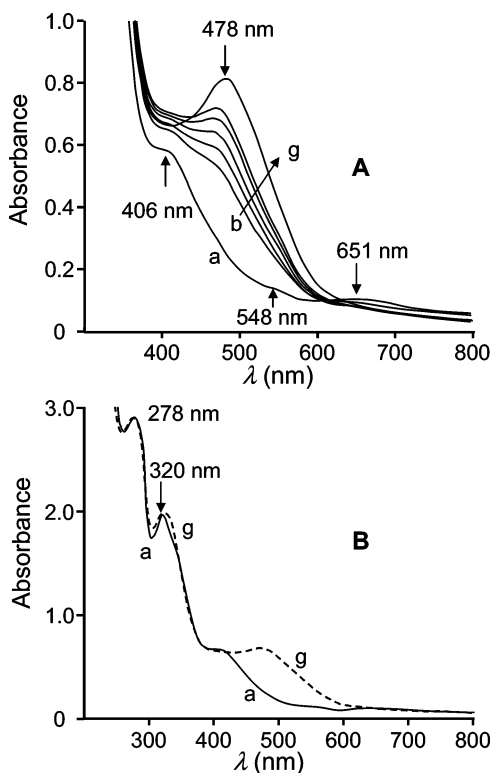 1.0
478 nm
0.8
g
A
0.6
Absorbance
0.4
406 nm
b
651 nm
a
0.2
548 nm
0
400 500 600 700 800
λ (nm)
3.0
278 nm
320 nm
2.0
g
B
a
Absorbance
1.0
g
a
0
300 400 500 600 700 800
λ (nm)